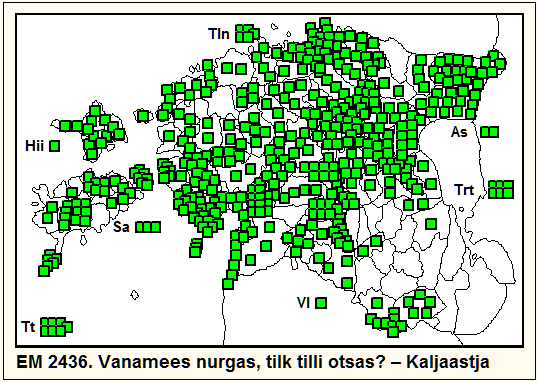 Tln
Hii
As
Trt
Sa
Vl
Tt
EM 2436. Vanamees nurgas, tilk tilli otsas? – Kaljaastja